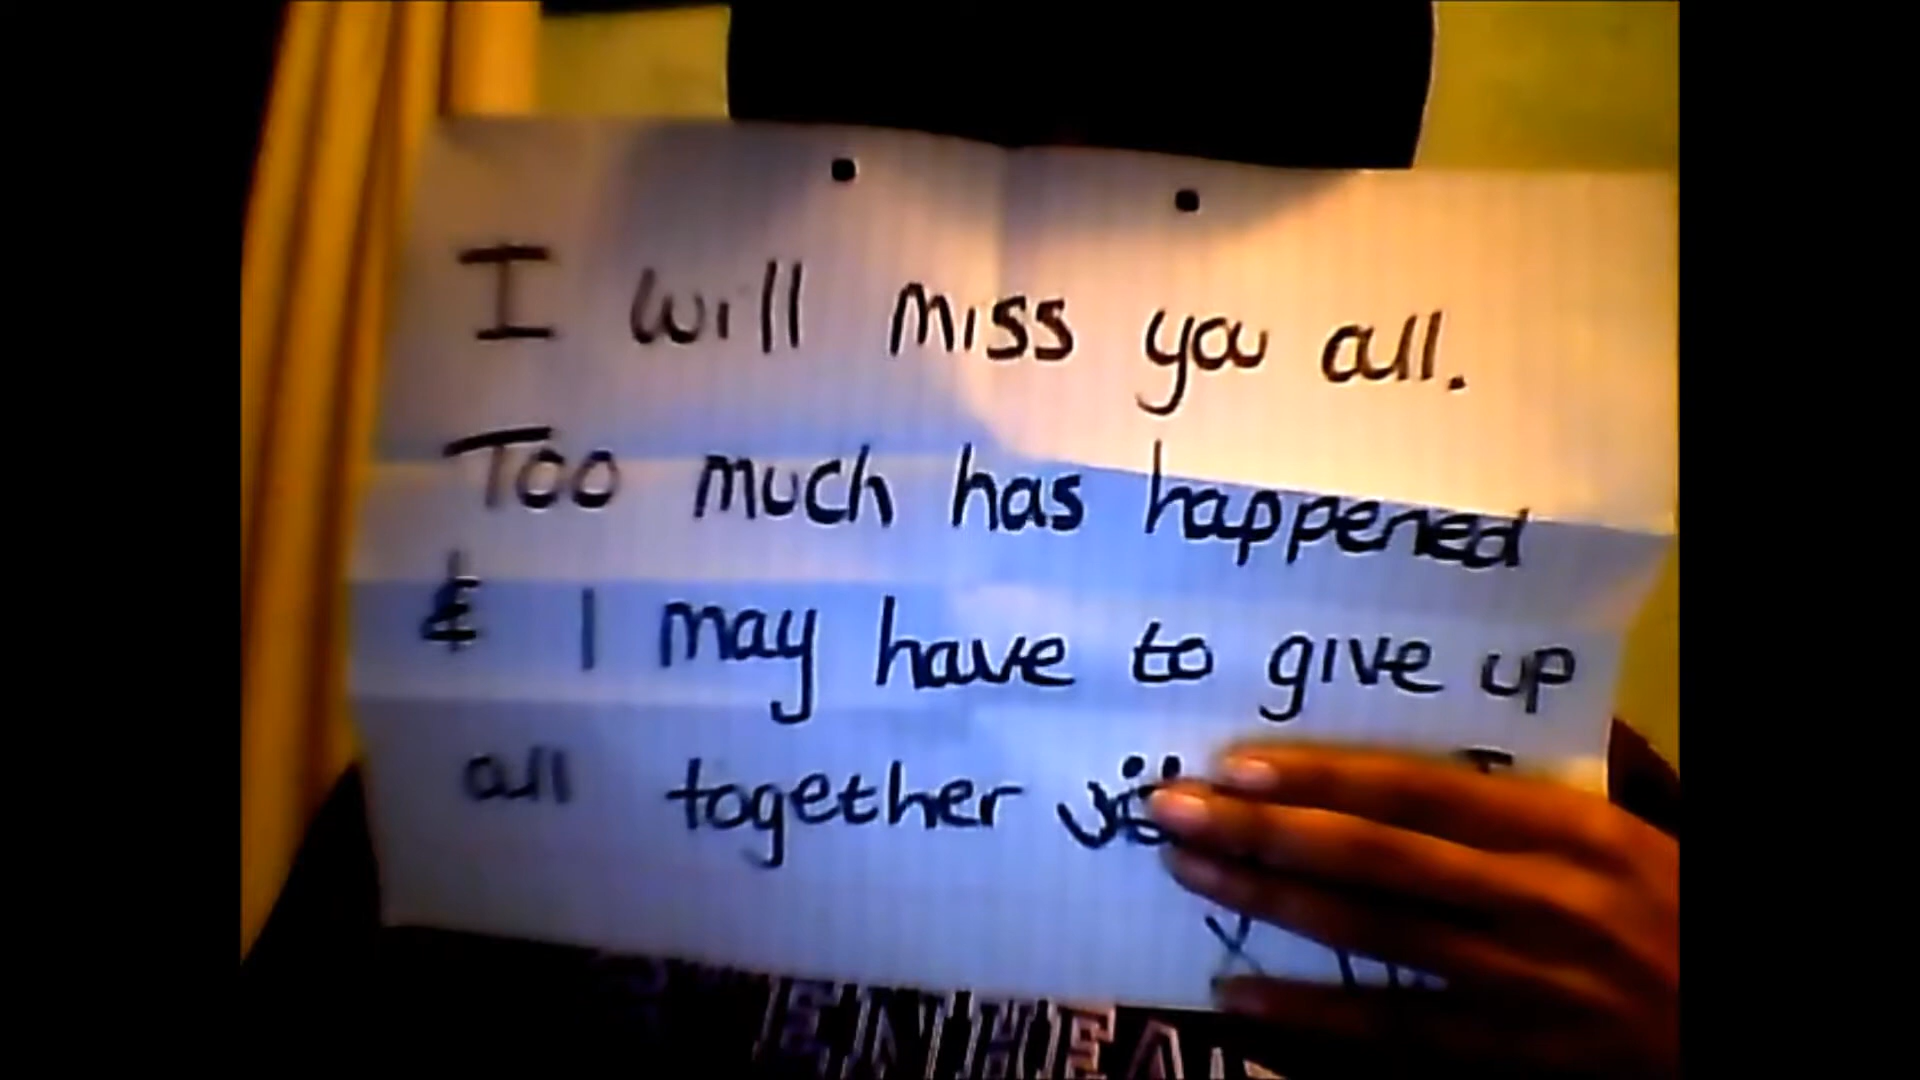 I will miss you all.
Too much has happened
& I may have to give up
all together